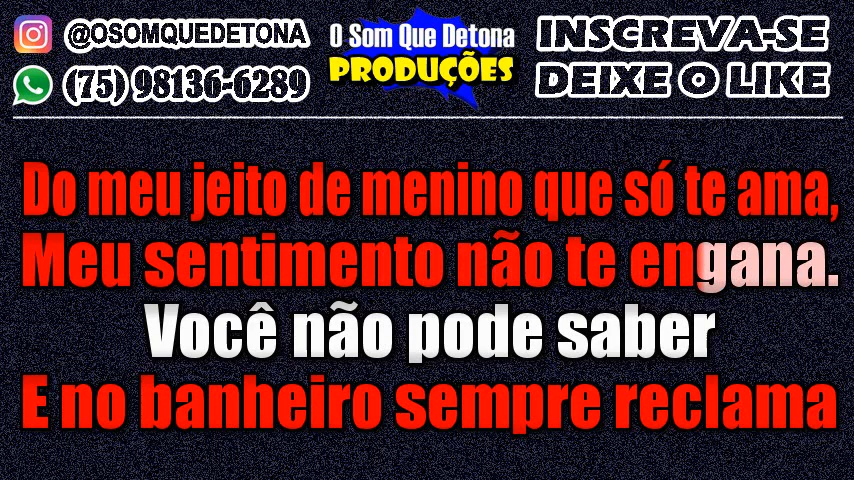 @OSOMQUEDETONA
(75) 98136-6289
O Som Que Detona
PRODUÇÕES
INSCREVA-SE
DEIXE O LIKE
Do meu jeito de menino que só te ama,
Meu sentimento não te engana.
Você não pode saber
E no banheiro sempre reclama